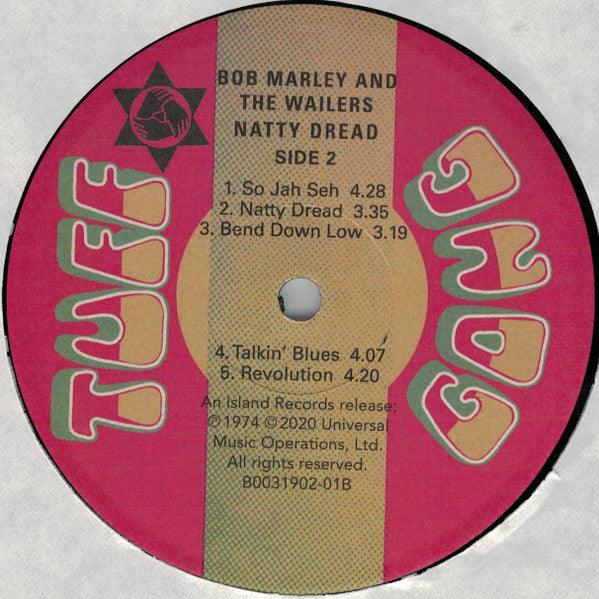 BOB MARLEY AND
THE WAILERS
NATTY DREAD
SIDE 2
1. So Jah Seh 4.28
2. Natty Dread 3.35
3. Bend Down Low 3.19
TUFF
GONG
4. Talkin' Blues 4.07
5. Revolution 4.20
An Island Records release;
℗ 1974 © 2020 Universal
Music Operations, Ltd.
All rights reserved.
B0031902-01B